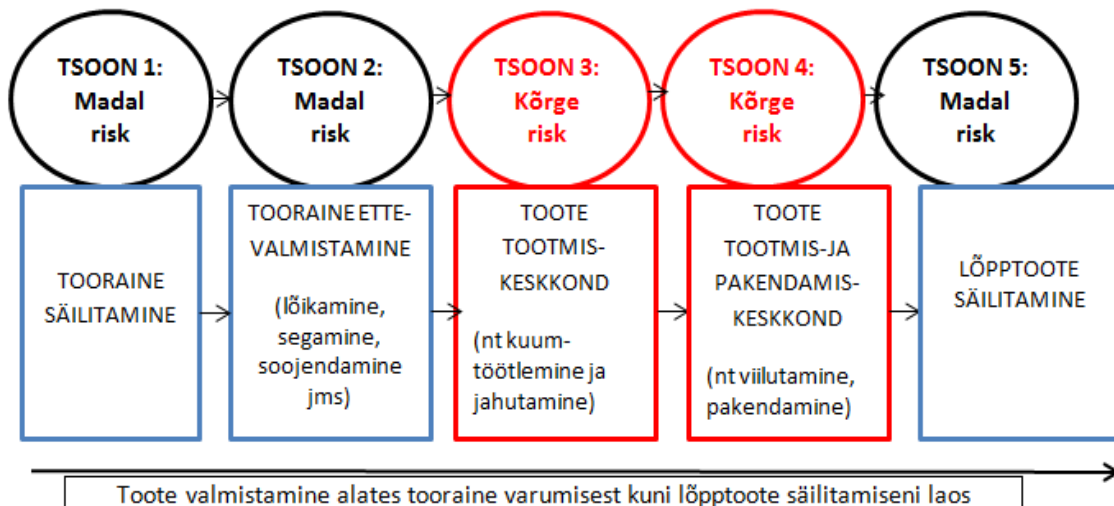 TSOON 1:
Madal
risk
TSOON 2:
Madal
risk
TSOON 3:
Kõrge
risk
TSOON 4:
Kõrge
risk
TSOON 5:
Madal
risk
TOORAINE
SÄILITAMINE
TOORAINE ETTE-
VALMISTAMINE
(lõikamine,
segamine,
soojendamine
jms)
TOOTE
TOOTMIS-
KESKKOND
(nt kuum-
töötlemine ja
jahutamine)
TOOTE
TOOTMIS-JA
PAKENDAMIS-
KESKKOND
(nt viilutamine,
pakendamine)
LÕPPTOOTE
SÄILITAMINE
Toote valmistamine alates tooraine varumisest kuni lõpptoote säilitamiseni laos